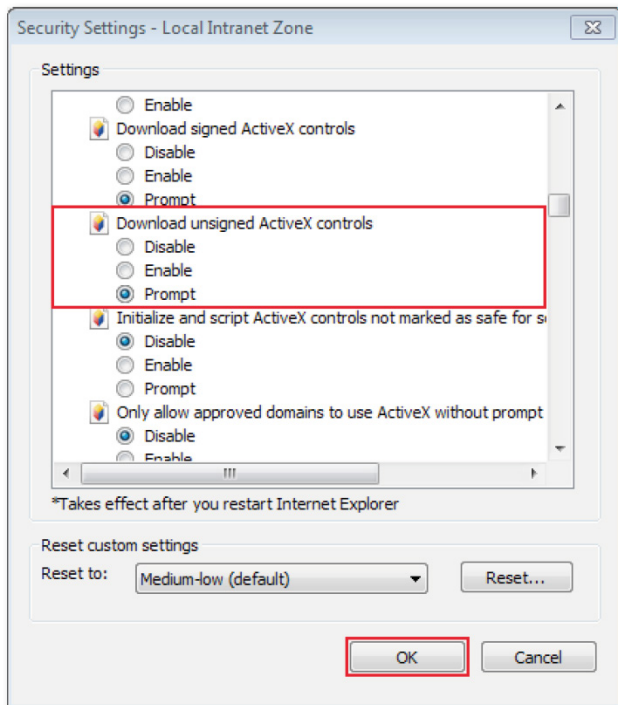 Security Settings - Local Intranet Zone
Settings
Enable
Download signed ActiveX controls
Disable
Enable
Prompt
Download unsigned ActiveX controls
Disable
Enable
Prompt
Initialize and script ActiveX controls not marked as safe for
Disable
Enable
Prompt
Only allow approved domains to use ActiveX without prompt
Disable
Enable
*Takes effect after you restart Internet Explorer
Reset custom settings
Reset to: Medium-low (default) Reset...
OK Cancel